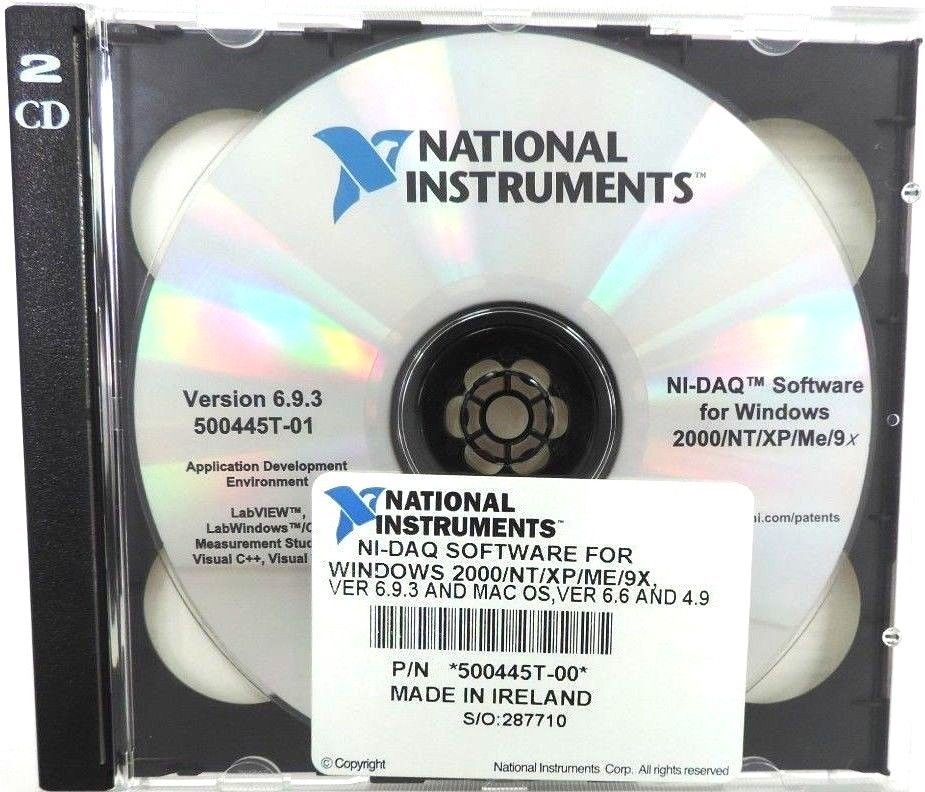 2
CD
NATIONAL
INSTRUMENTS™
Version 6.9.3
500445T-01
Application Development
Environment
LabVIEW™,
LabWindows™/
Measurement
Visual C++, Visual
NI-DAQ™ Software
for Windows
2000/NT/XP/Me/9x
ni.com/patents
NATIONAL
INSTRUMENTS™
NI-DAQ SOFTWARE FOR
WINDOWS 2000/NT/XP/ME/9X,
VER 6.9.3 AND MAC OS,VER 6.6 AND 4.9
P/N *500445T-00*
MADE IN IRELAND
S/O:287710
© Copyright National Instruments Corp. All rights reserved